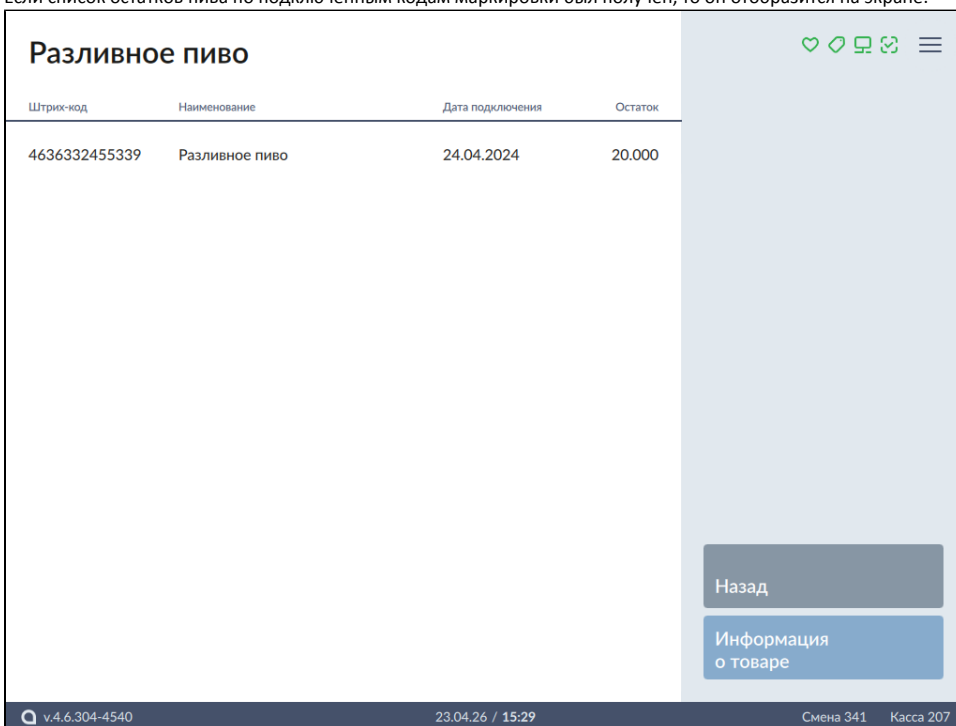 Если список остатков пива по подключенным кодам маркировки был получен, то он отобразится на экране:
Разливное пиво
Штрих-код Наименование Дата подключения Остаток
4636332455339 Разливное пиво 24.04.2024 20.000
Назад
Информация
о товаре
v.4.6.304-4540 23.04.26 / 15:29 Смена 341 Касса 207